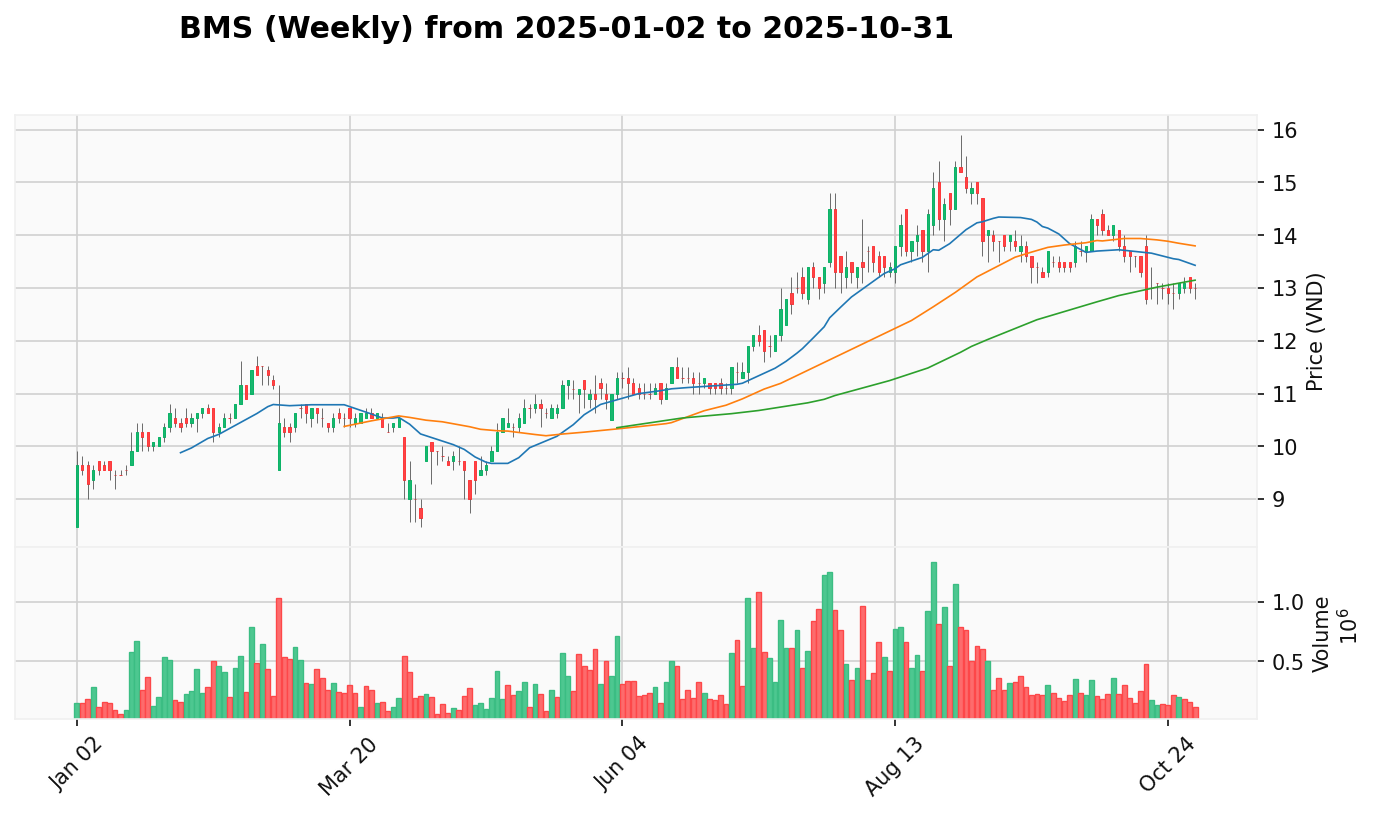 BMS (Weekly) from 2025-01-02 to 2025-10-31
16
15
14
13
12
11
10
9
Price (VND)
1.0
0.5
Volume
10⁶
Jan 02
Mar 20
Jun 04
Aug 13
Oct 24